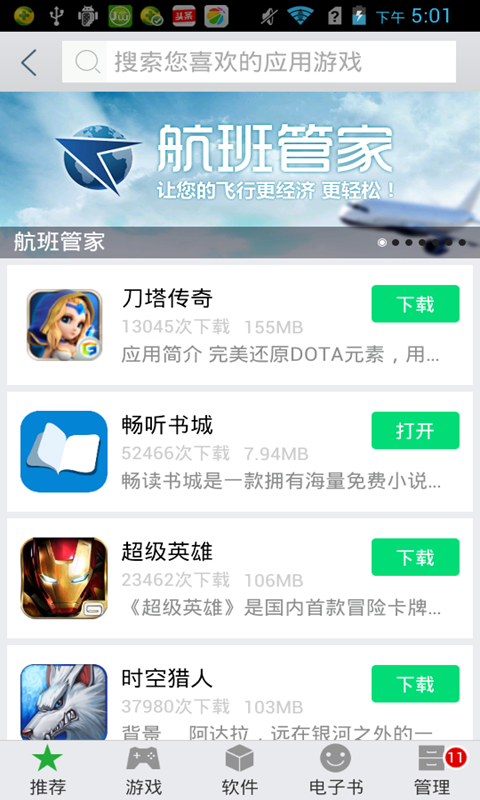 下午 5:01
搜索您喜欢的应用游戏
航班管家
让您的飞行更经济 更轻松！
航班管家
刀塔传奇
下载
13045次下载 155MB
应用简介 完美还原DOTA元素，用...
畅听书城
打开
52466次下载 7.94MB
畅读书城是一款拥有海量免费小说...
超级英雄
下载
23462次下载 106MB
《超级英雄》是国内首款冒险卡牌...
时空猎人
下载
37980次下载 103MB
背景 阿达拉，远在银河之外的一
11
推荐 游戏 软件 电子书 管理